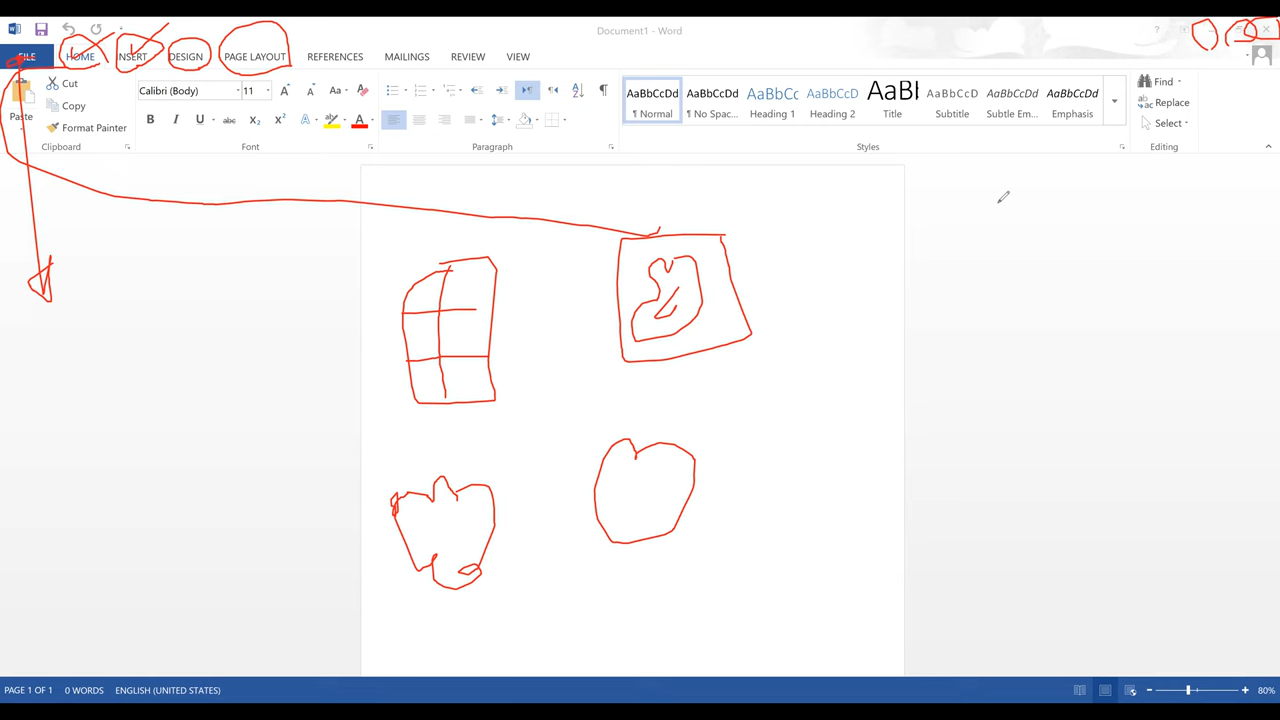 Document1 - Word
FILE HOME INSERT DESIGN PAGE LAYOUT REFERENCES MAILINGS REVIEW VIEW
Paste
Cut
Copy
Format Painter
Clipboard
Calibri (Body) 11
Font
Paragraph
AaBbCcDd AaBbCcDd AaBbCc AaBbCcD AaBl AaBbCcD AaBbCcDd AaBbCcDd
¶ Normal ¶ No Spac... Heading 1 Heading 2 Title Subtitle Subtle Em... Emphasis
Styles
Find
Replace
Select
Editing
PAGE 1 OF 1 0 WORDS ENGLISH (UNITED STATES) 80%